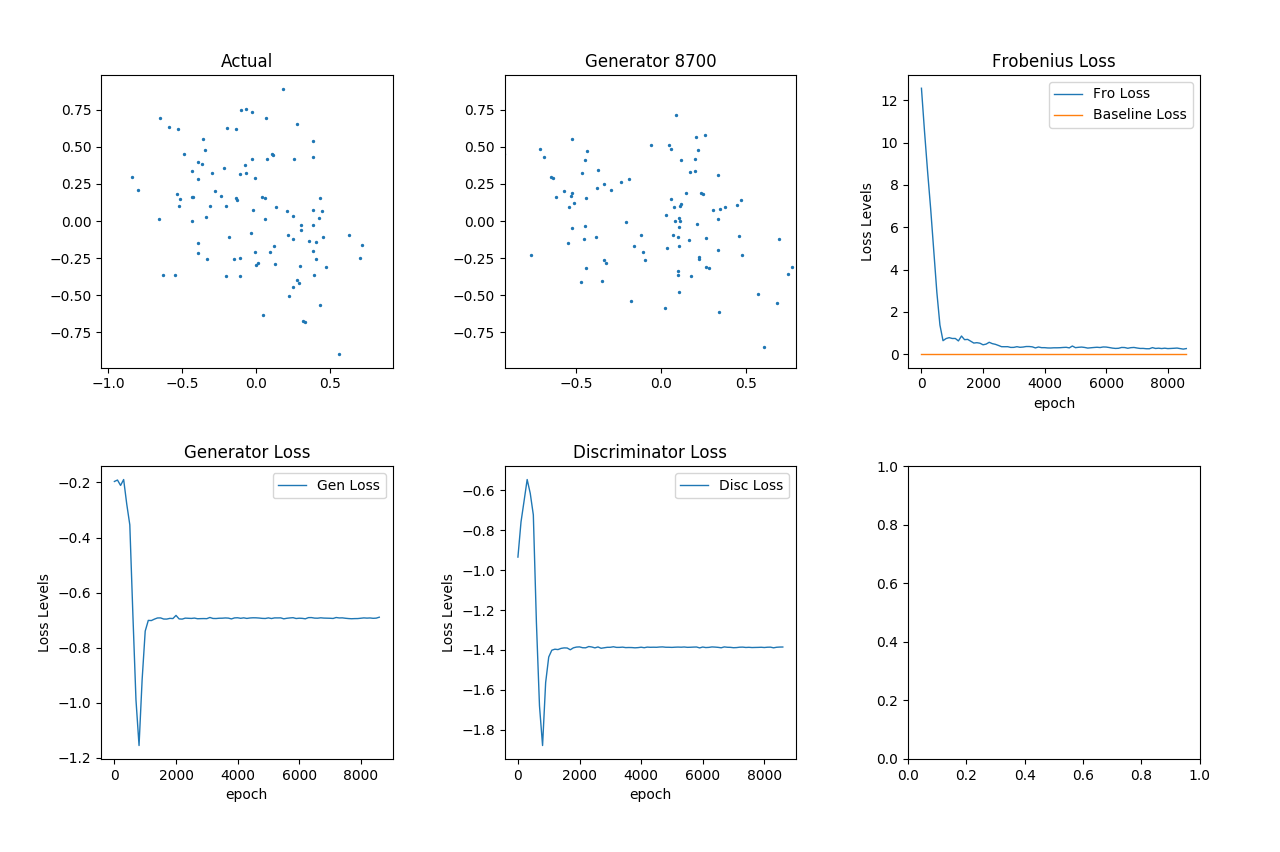 Actual
0.75
0.50
0.25
0.00
−0.25
−0.50
−0.75
−1.0 −0.5 0.0 0.5
Generator 8700
0.75
0.50
0.25
0.00
−0.25
−0.50
−0.75
−0.5 0.0 0.5
Frobenius Loss
Fro Loss
Baseline Loss
Loss Levels
12
10
8
6
4
2
0
0 2000 4000 6000 8000
epoch
Generator Loss
Gen Loss
Loss Levels
−0.2
−0.4
−0.6
−0.8
−1.0
−1.2
0 2000 4000 6000 8000
epoch
Discriminator Loss
Disc Loss
Loss Levels
−0.6
−0.8
−1.0
−1.2
−1.4
−1.6
−1.8
0 2000 4000 6000 8000
epoch
1.0
0.8
0.6
0.4
0.2
0.0
0.0 0.2 0.4 0.6 0.8 1.0